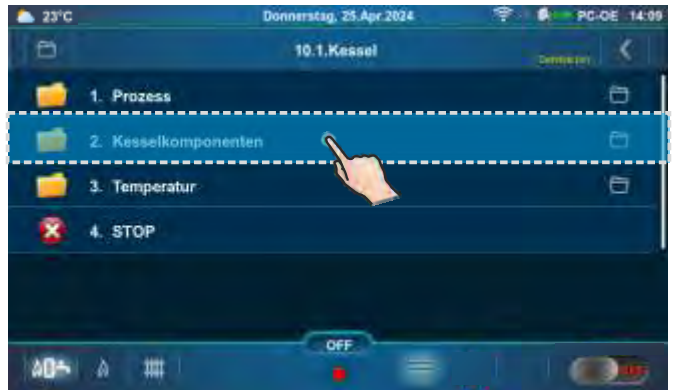 23°C Donnerstag, 25.Apr.2024 PC-OE 14:09
10.1.Kessel
1. Prozess
2. Kesselkomponenten
3. Temperatur
4. STOP
OFF
OFF